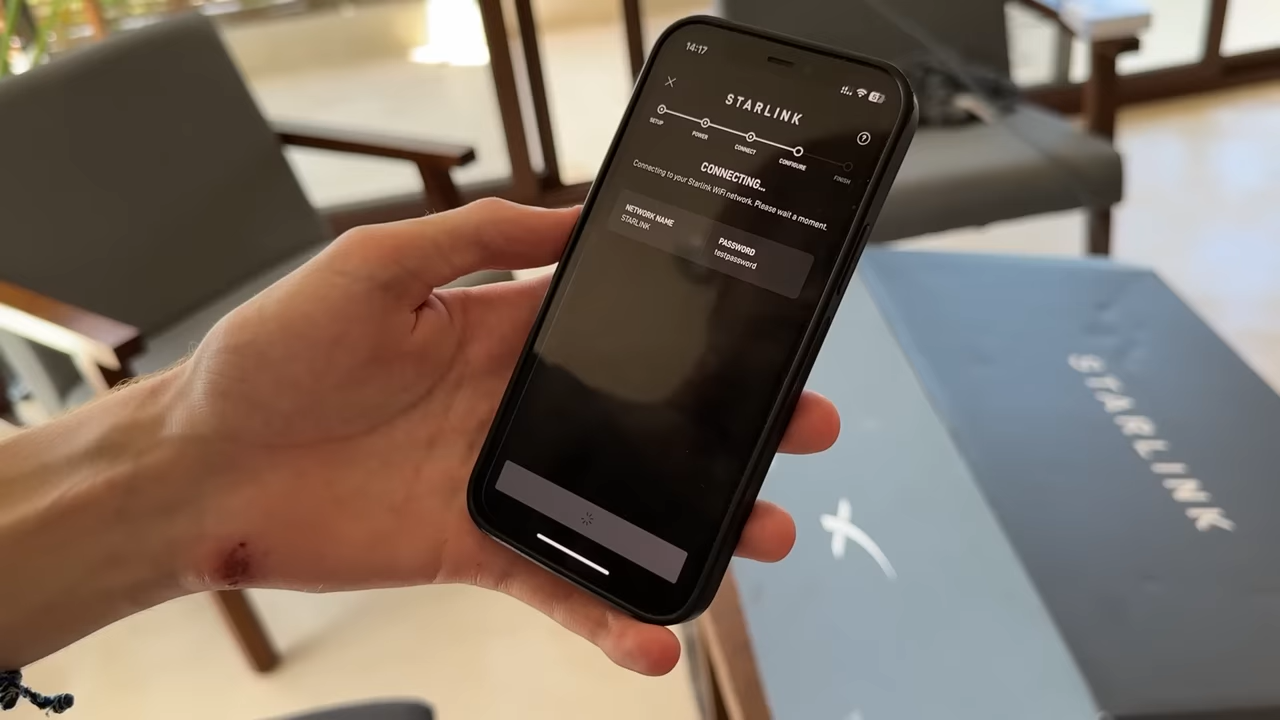 14:17
57
STARLINK
SETUP
POWER
CONNECT
CONFIGURE
FINISH
CONNECTING...
Connecting to your Starlink WiFi network. Please wait a moment.
NETWORK NAME
STARLINK
PASSWORD
testpassword
STARLINK